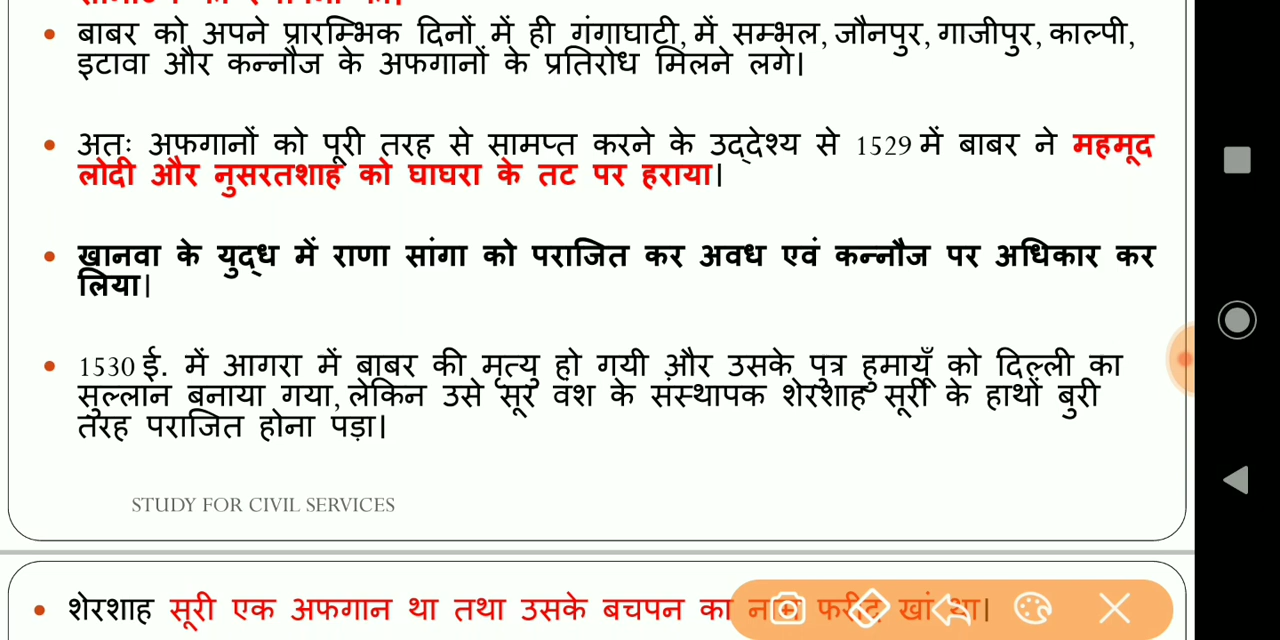 बाबर को अपने प्रारम्भिक दिनों में ही गंगाघाटी, में सम्भल, जौनपुर, गाजीपुर, काल्पी,
इटावा और कन्नौज के अफगानों के प्रतिरोध मिलने लगे।
अतः अफगानों को पूरी तरह से सामप्त करने के उद्देश्य से 1529 में बाबर ने महमूद
लोदी और नुसरतशाह को घाघरा के तट पर हराया।
खानवा के युद्ध में राणा सांगा को पराजित कर अवध एवं कन्नौज पर अधिकार कर
लिया।
1530 ई. में आगरा में बाबर की मृत्यु हो गयी और उसके पुत्र हुमायूँ को दिल्ली का
सुल्लान बनाया गया, लेकिन उसे सूर वंश के संस्थापक शेरशाह सूरी के हाथों बुरी
तरह पराजित होना पड़ा।
STUDY FOR CIVIL SERVICES
शेरशाह सूरी एक अफगान था तथा उसके बचपन का नाम फरीद खां था।